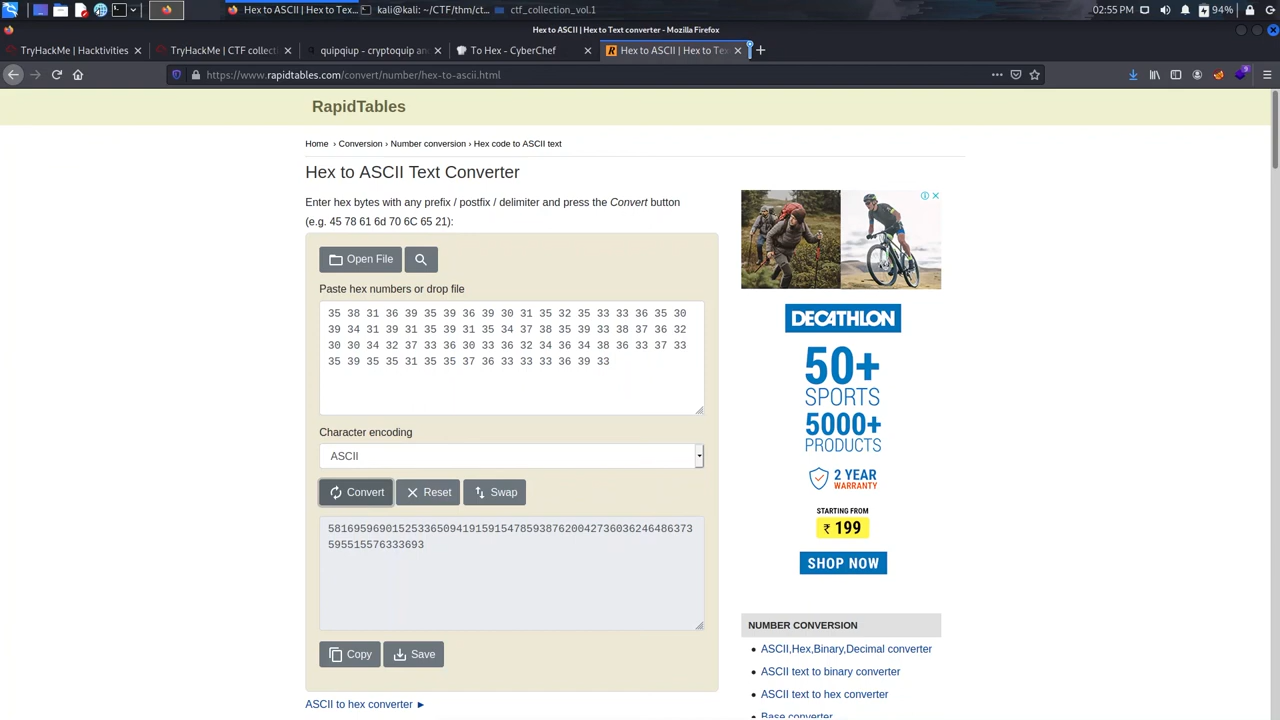 02:55 PM
94%
Hack ASCII | Hex to Tex...
kali@kali: ~/CTF/thm/ct...
ctf_collection_vol.1
Hex to ASCII | Hex to Text converter - Mozilla Firefox
TryHackMe | Hacktivities
TryHackMe | CTF collecti
quipqiup - cryptoquip an
To Hex - CyberChef
Hex to ASCII | Hex to Tex
https://www.rapidtables.com/convert/number/hex-to-ascii.html
RapidTables
Home › Conversion › Number conversion › Hex code to ASCII text
Hex to ASCII Text Converter
Enter hex bytes with any prefix / postfix / delimiter and press the Convert button
(e.g. 45 78 61 6d 70 6C 65 21):
Open File
Paste hex numbers or drop file
35 38 31 36 39 35 39 36 39 30 31 35 32 35 33 33 36 35 30
39 34 31 39 31 35 39 31 35 34 37 38 35 39 33 38 37 36 32
30 30 34 32 37 33 36 30 33 36 32 34 36 34 38 36 33 37 33
35 39 35 35 31 35 35 37 36 33 33 33 36 39 33
Character encoding
ASCII
Convert
Reset
Swap
581695969015253365094191591547859387620042736036246486373
595515576333693
Copy
Save
ASCII to hex converter ►
DECATHLON
50+
SPORTS
5000+
PRODUCTS
2 YEAR
WARRANTY
STARTING FROM
₹ 199
SHOP NOW
NUMBER CONVERSION
ASCII,Hex,Binary,Decimal converter
ASCII text to binary converter
ASCII text to hex converter
Base converter